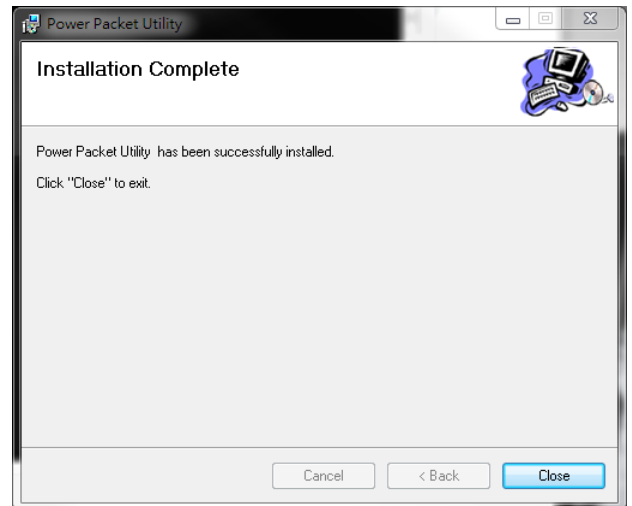 Power Packet Utility
Installation Complete
Power Packet Utility has been successfully installed.
Click "Close" to exit.
Cancel
< Back
Close